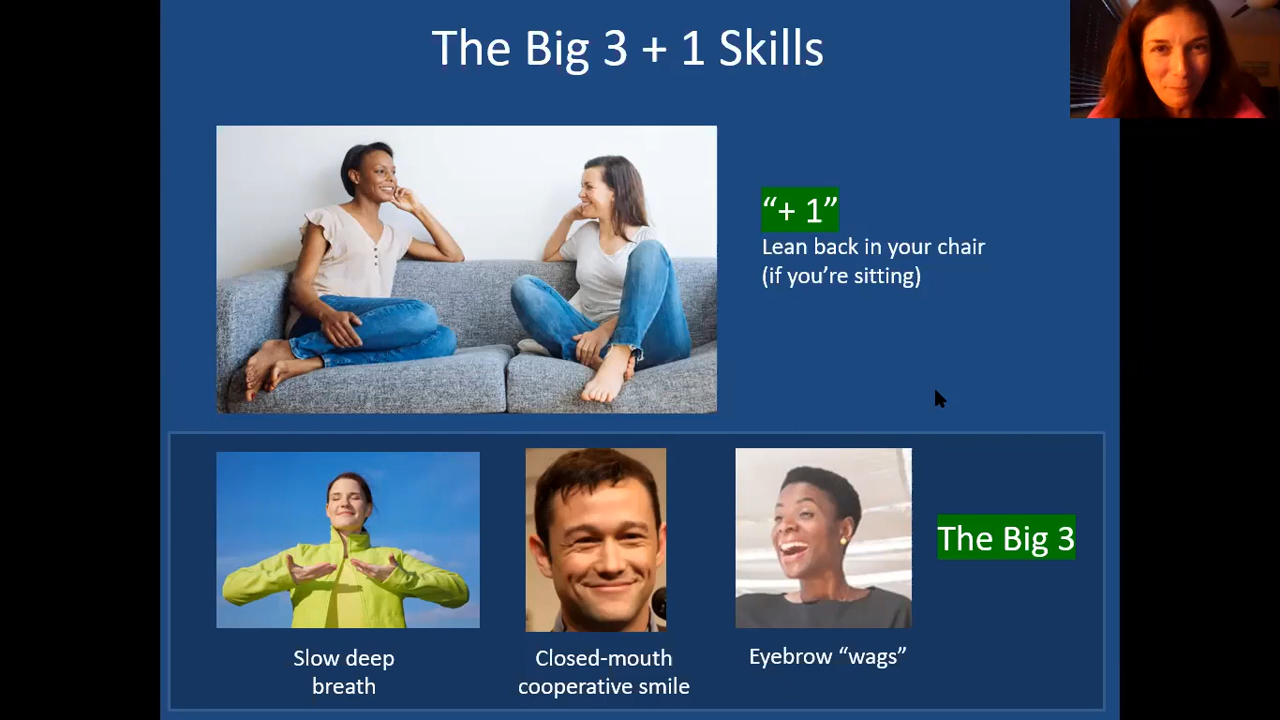 The Big 3 + 1 Skills
“+ 1”
Lean back in your chair
(if you’re sitting)
The Big 3
Slow deep
breath
Closed-mouth
cooperative smile
Eyebrow “wags”